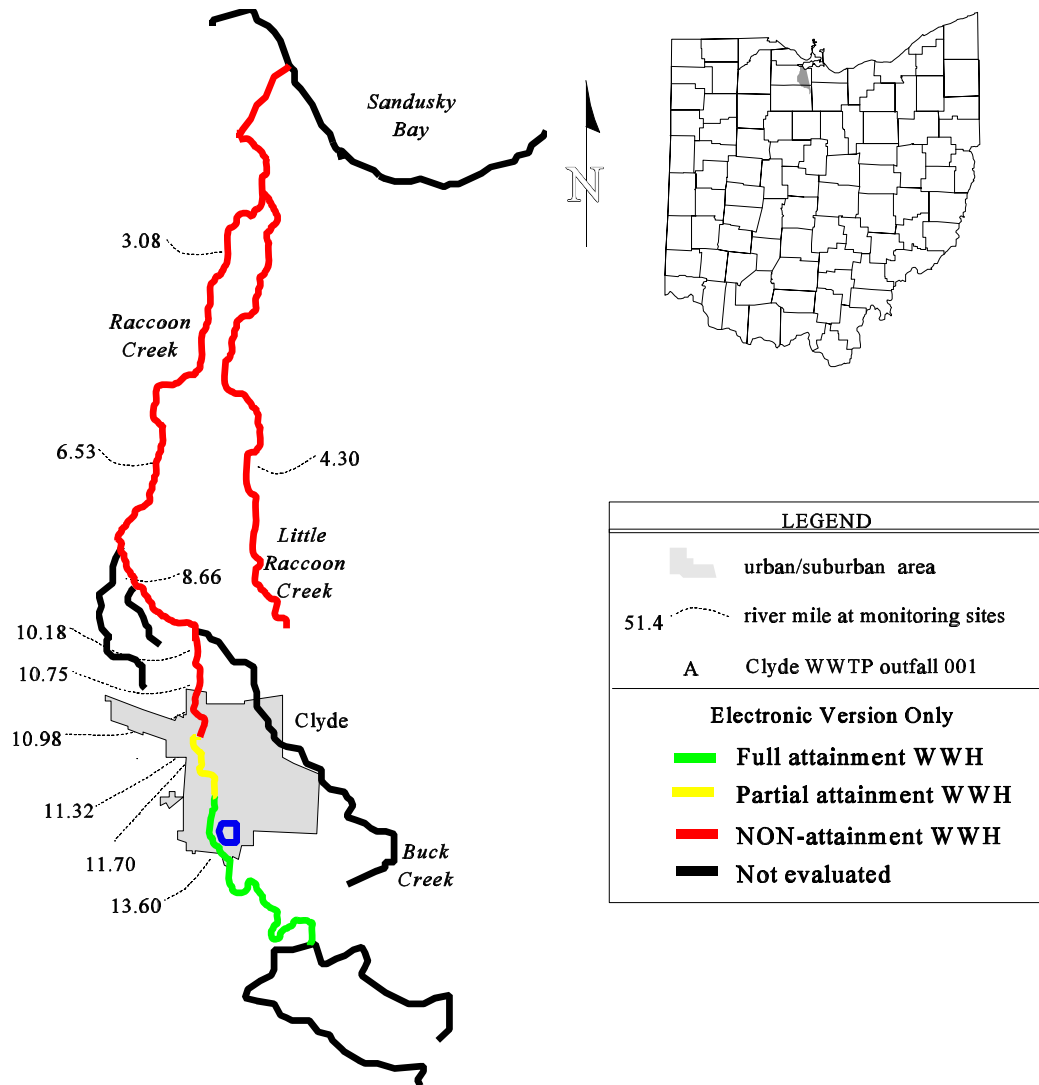 Sandusky
Bay
N
3.08
Raccoon
Creek
6.53
4.30
Little
Raccoon
Creek
8.66
10.18
10.75
Clyde
10.98
11.32
11.70
13.60
Buck
Creek
LEGEND
urban/suburban area
51.4 river mile at monitoring sites
A Clyde WWTP outfall 001
Electronic Version Only
Full attainment WWH
Partial attainment WWH
NON-attainment WWH
Not evaluated